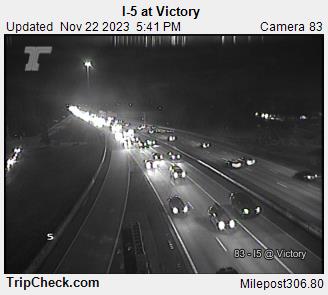 I-5 at Victory
Updated Nov 22 2023 5:41 PM Camera 83
T
S
83 - I5 @ Victory
TripCheck.com Milepost306.80